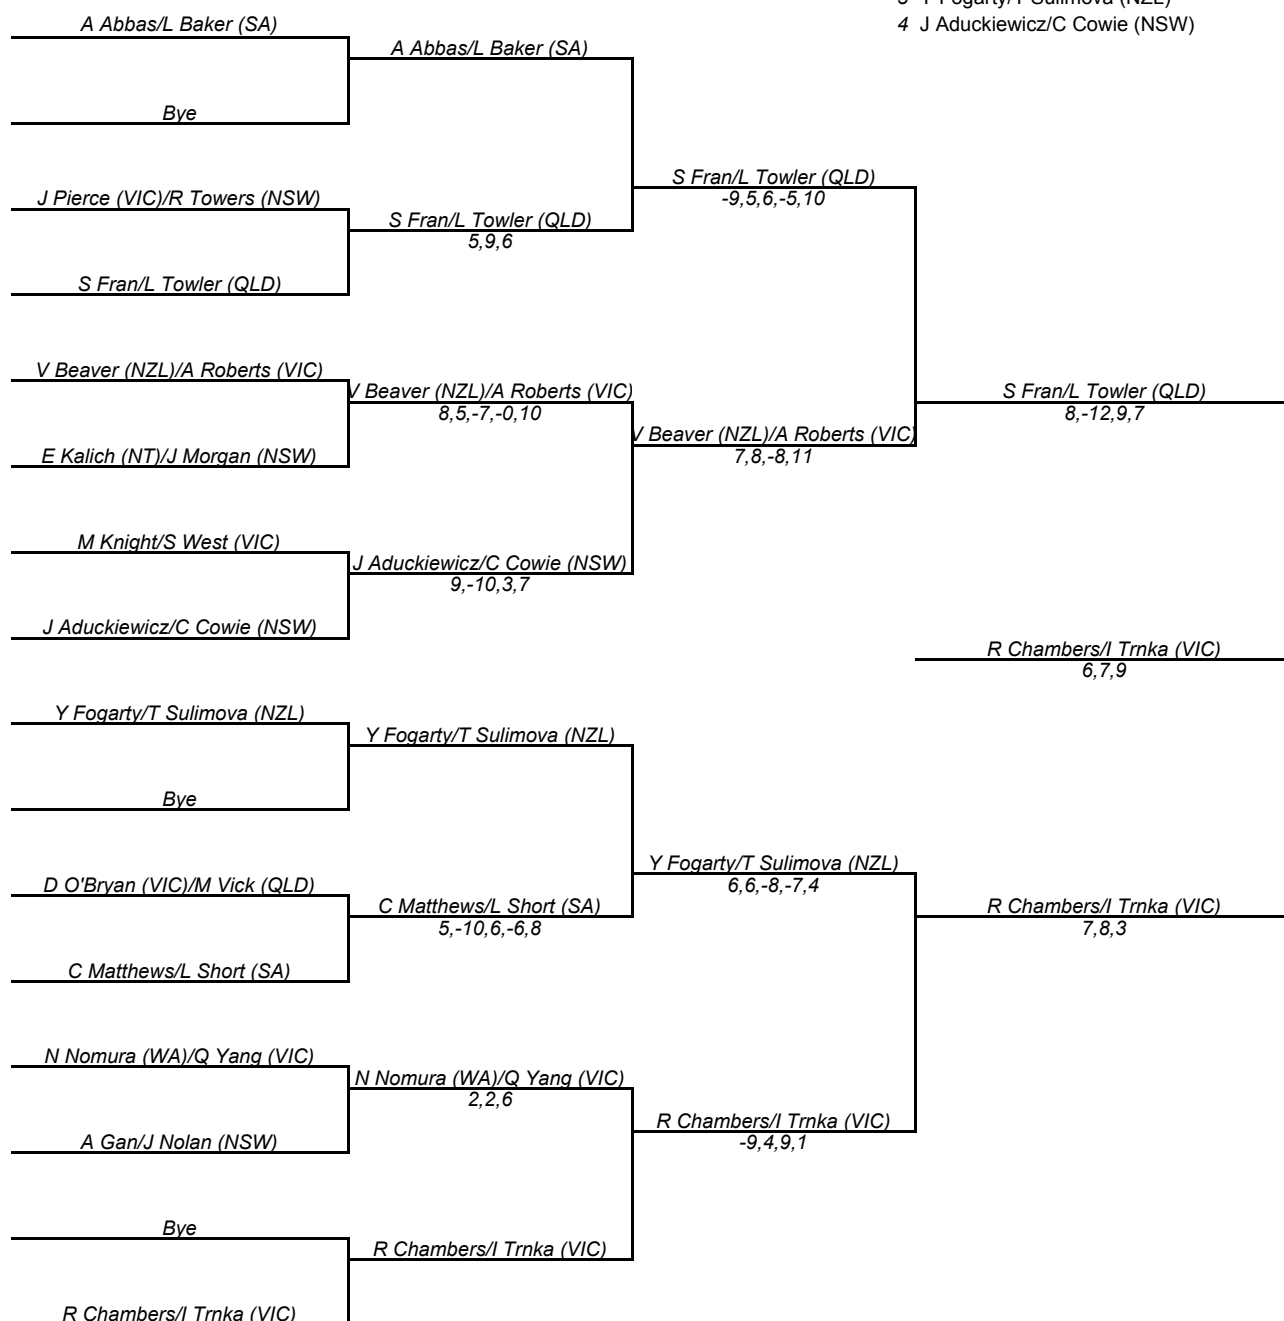 3 Y Fogarty/T Sulimova (NZL)
4 J Aduckiewicz/C Cowie (NSW)
A Abbas/L Baker (SA)
A Abbas/L Baker (SA)
Bye
S Fran/L Towler (QLD)
-9,5,6,-5,10
J Pierce (VIC)/R Towers (NSW)
S Fran/L Towler (QLD)
5,9,6
S Fran/L Towler (QLD)
V Beaver (NZL)/A Roberts (VIC)
V Beaver (NZL)/A Roberts (VIC)
8,5,-7,-0,10
S Fran/L Towler (QLD)
8,-12,9,7
V Beaver (NZL)/A Roberts (VIC)
7,8,-8,11
E Kalich (NT)/J Morgan (NSW)
M Knight/S West (VIC)
J Aduckiewicz/C Cowie (NSW)
9,-10,3,7
J Aduckiewicz/C Cowie (NSW)
R Chambers/I Trnka (VIC)
6,7,9
Y Fogarty/T Sulimova (NZL)
Y Fogarty/T Sulimova (NZL)
Bye
Y Fogarty/T Sulimova (NZL)
6,6,-8,-7,4
D O'Bryan (VIC)/M Vick (QLD)
C Matthews/L Short (SA)
5,-10,6,-6,8
R Chambers/I Trnka (VIC)
7,8,3
C Matthews/L Short (SA)
N Nomura (WA)/Q Yang (VIC)
N Nomura (WA)/Q Yang (VIC)
2,2,6
R Chambers/I Trnka (VIC)
-9,4,9,1
A Gan/J Nolan (NSW)
Bye
R Chambers/I Trnka (VIC)
R Chambers/I Trnka (VIC)